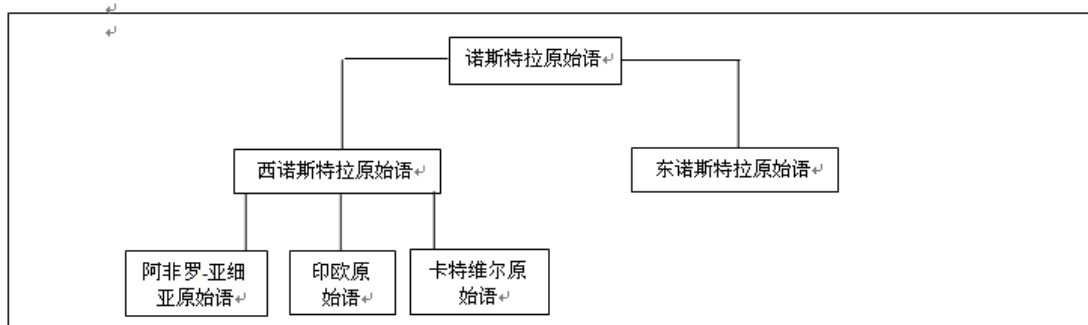 诺斯特拉原始语
西诺斯特拉原始语
东诺斯特拉原始语
阿非罗-亚细
亚原始语
印欧原
始语
卡特维尔原
始语